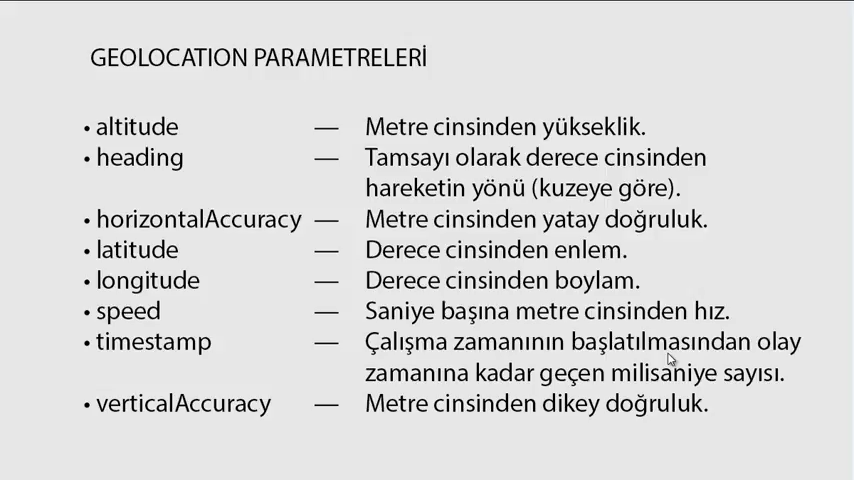 GEOLOCATION PARAMETRELERİ
• altitude — Metre cinsinden yükseklik.
• heading — Tamsayı olarak derece cinsinden
hareketin yönü (kuzeye göre).
• horizontalAccuracy — Metre cinsinden yatay doğruluk.
• latitude — Derece cinsinden enlem.
• longitude — Derece cinsinden boylam.
• speed — Saniye başına metre cinsinden hız.
• timestamp — Çalışma zamanının başlatılmasından olay
zamanına kadar geçen milisaniye sayısı.
• verticalAccuracy — Metre cinsinden dikey doğruluk.